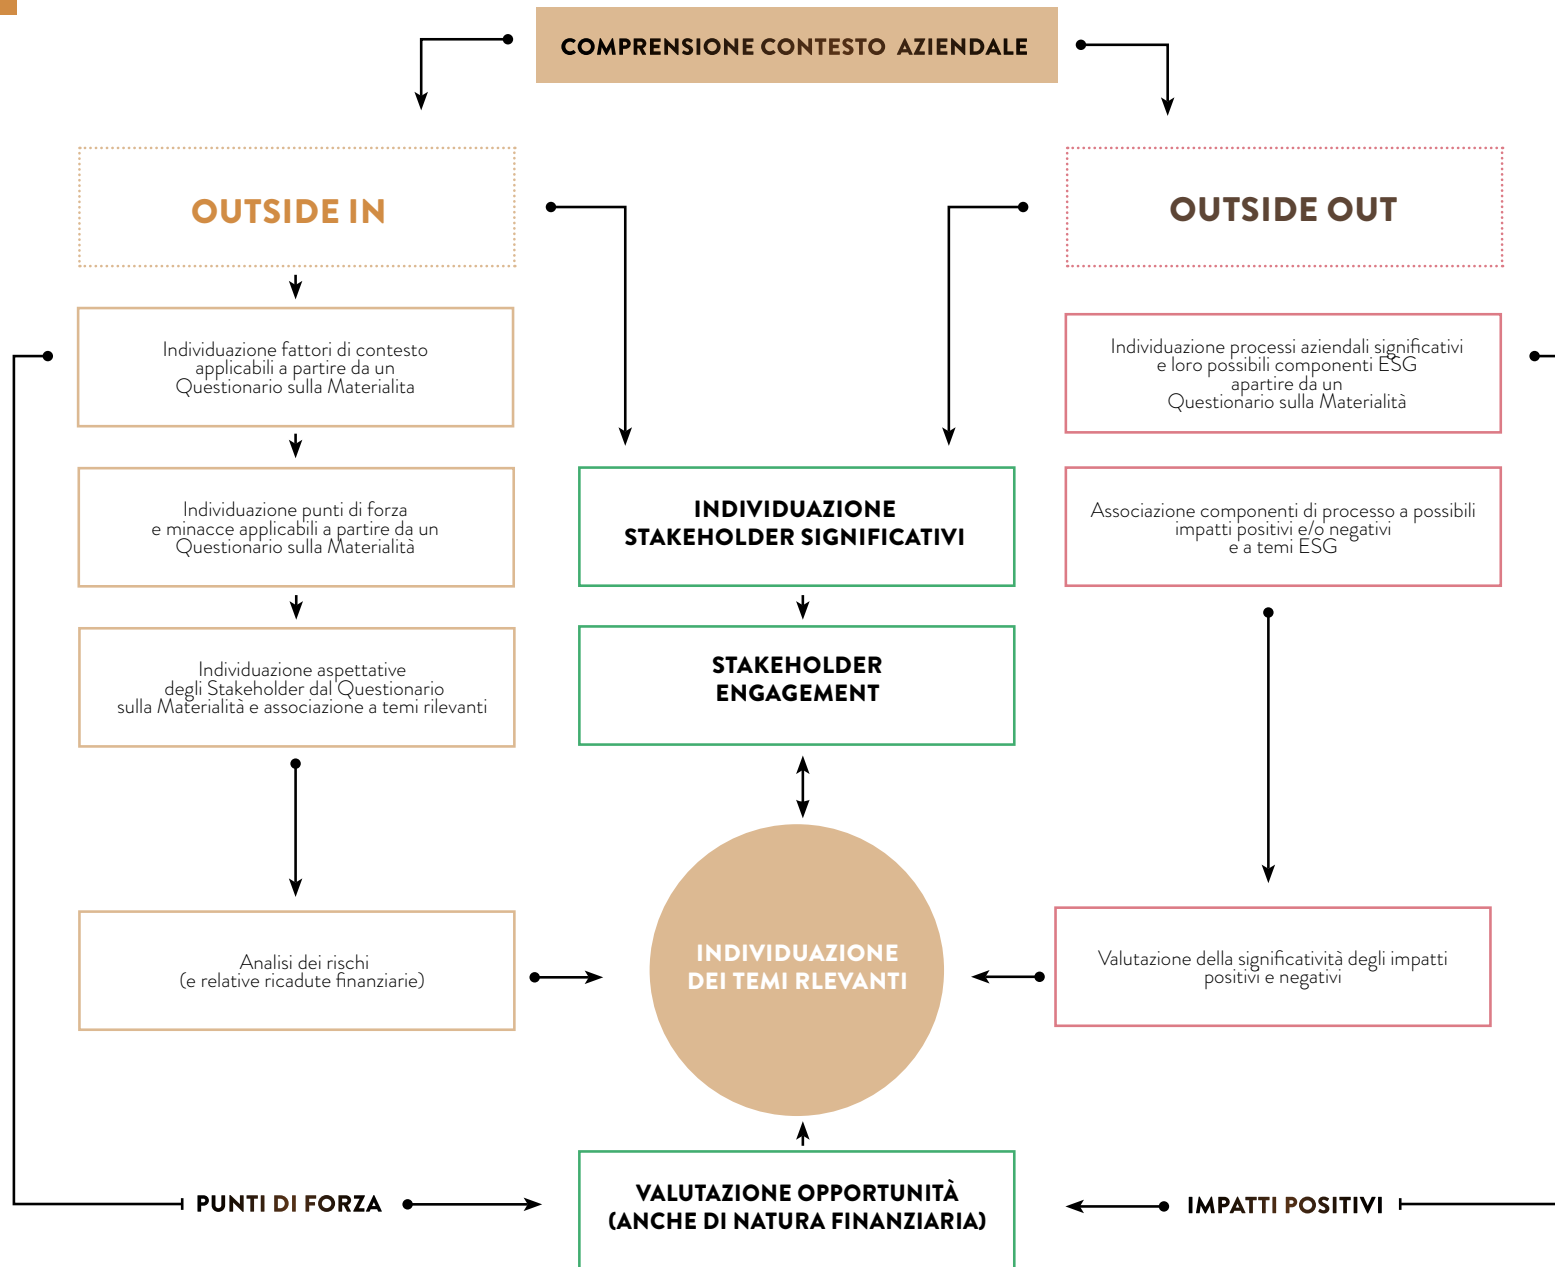 COMPRENSIONE CONTESTO AZIENDALE
OUTSIDE IN
OUTSIDE OUT
Individuazione fattori di contesto
applicabili a partire da un
Questionario sulla Materialita
Individuazione processi aziendali significativi
e loro possibili componenti ESG
apartire da un
Questionario sulla Materialità
Individuazione punti di forza
e minacce applicabili a partire da un
Questionario sulla Materialità
INDIVIDUAZIONE
STAKEHOLDER SIGNIFICATIVI
Associazione componenti di processo a possibili
impatti positivi e/o negativi
e a temi ESG
Individuazione aspettative
degli Stakeholder dal Questionario
sulla Materialità e associazione a temi rilevanti
STAKEHOLDER
ENGAGEMENT
Analisi dei rischi
(e relative ricadute finanziarie)
INDIVIDUAZIONE
DEI TEMI RLEVANTI
Valutazione della significatività degli impatti
positivi e negativi
PUNTI DI FORZA
VALUTAZIONE OPPORTUNITÀ
(ANCHE DI NATURA FINANZIARIA)
IMPATTI POSITIVI